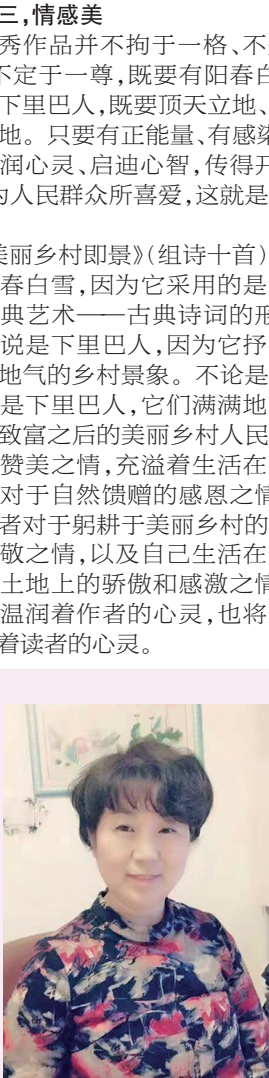 三,情感美
秀作品并不拘于一格、不
不定于一尊,既要有阳春白
下里巴人,既要顶天立地、
地。只要有正能量、有感染
润心灵、启迪心智,传得开
为人民群众所喜爱,这就是
美丽乡村即景》(组诗十首)
春白雪,因为它采用的是
典艺术——古典诗词的形
说是下里巴人,因为它抒
地气的乡村景象。不论是
是下里巴人,它们满满地
致富之后的美丽乡村人民
赞美之情,充溢着生活在
对于自然馈赠的感恩之情
者对于躬耕于美丽乡村的
敬之情,以及自己生活在
土地上的骄傲和感激之情
温润着作者的心灵,也将
着读者的心灵。